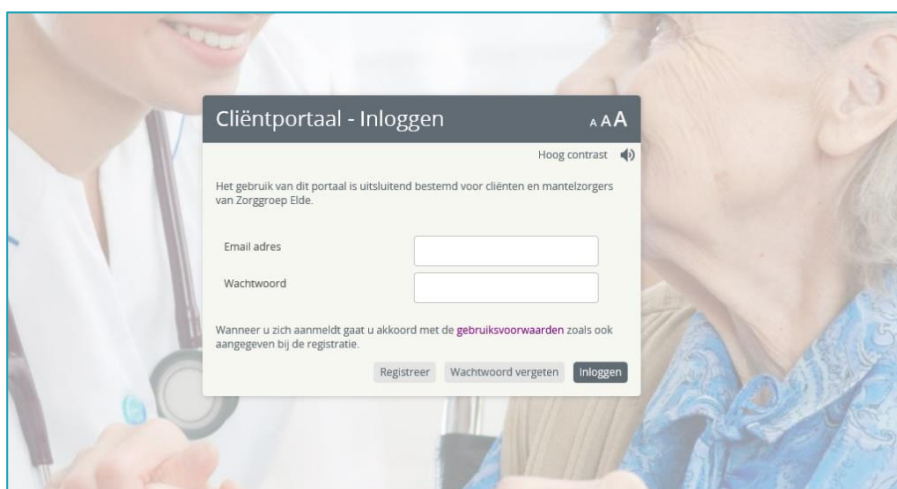 Cliëntportaal - Inloggen
A A A
Hoog contrast
Het gebruik van dit portaal is uitsluitend bestemd voor cliënten en mantelzorgers
van Zorggroep Elde.
Email adres
Wachtwoord
Wanneer u zich aanmeldt gaat u akkoord met de gebruiksvoorwaarden zoals ook
aangegeven bij de registratie.
Registreer Wachtwoord vergeten Inloggen